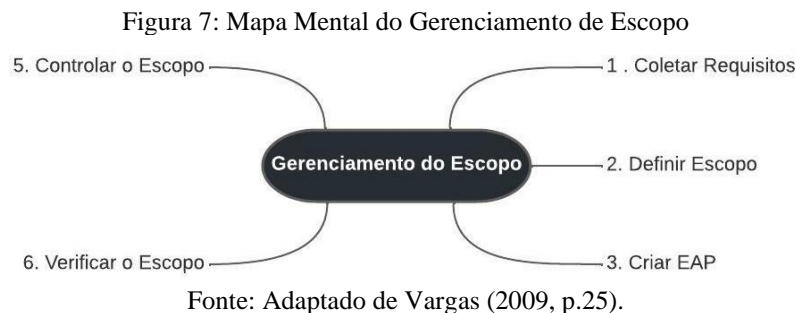 Figura 7: Mapa Mental do Gerenciamento de Escopo
5. Controlar o Escopo
1 . Coletar Requisitos
Gerenciamento do Escopo
2. Definir Escopo
6. Verificar o Escopo
3. Criar EAP
Fonte: Adaptado de Vargas (2009, p.25).